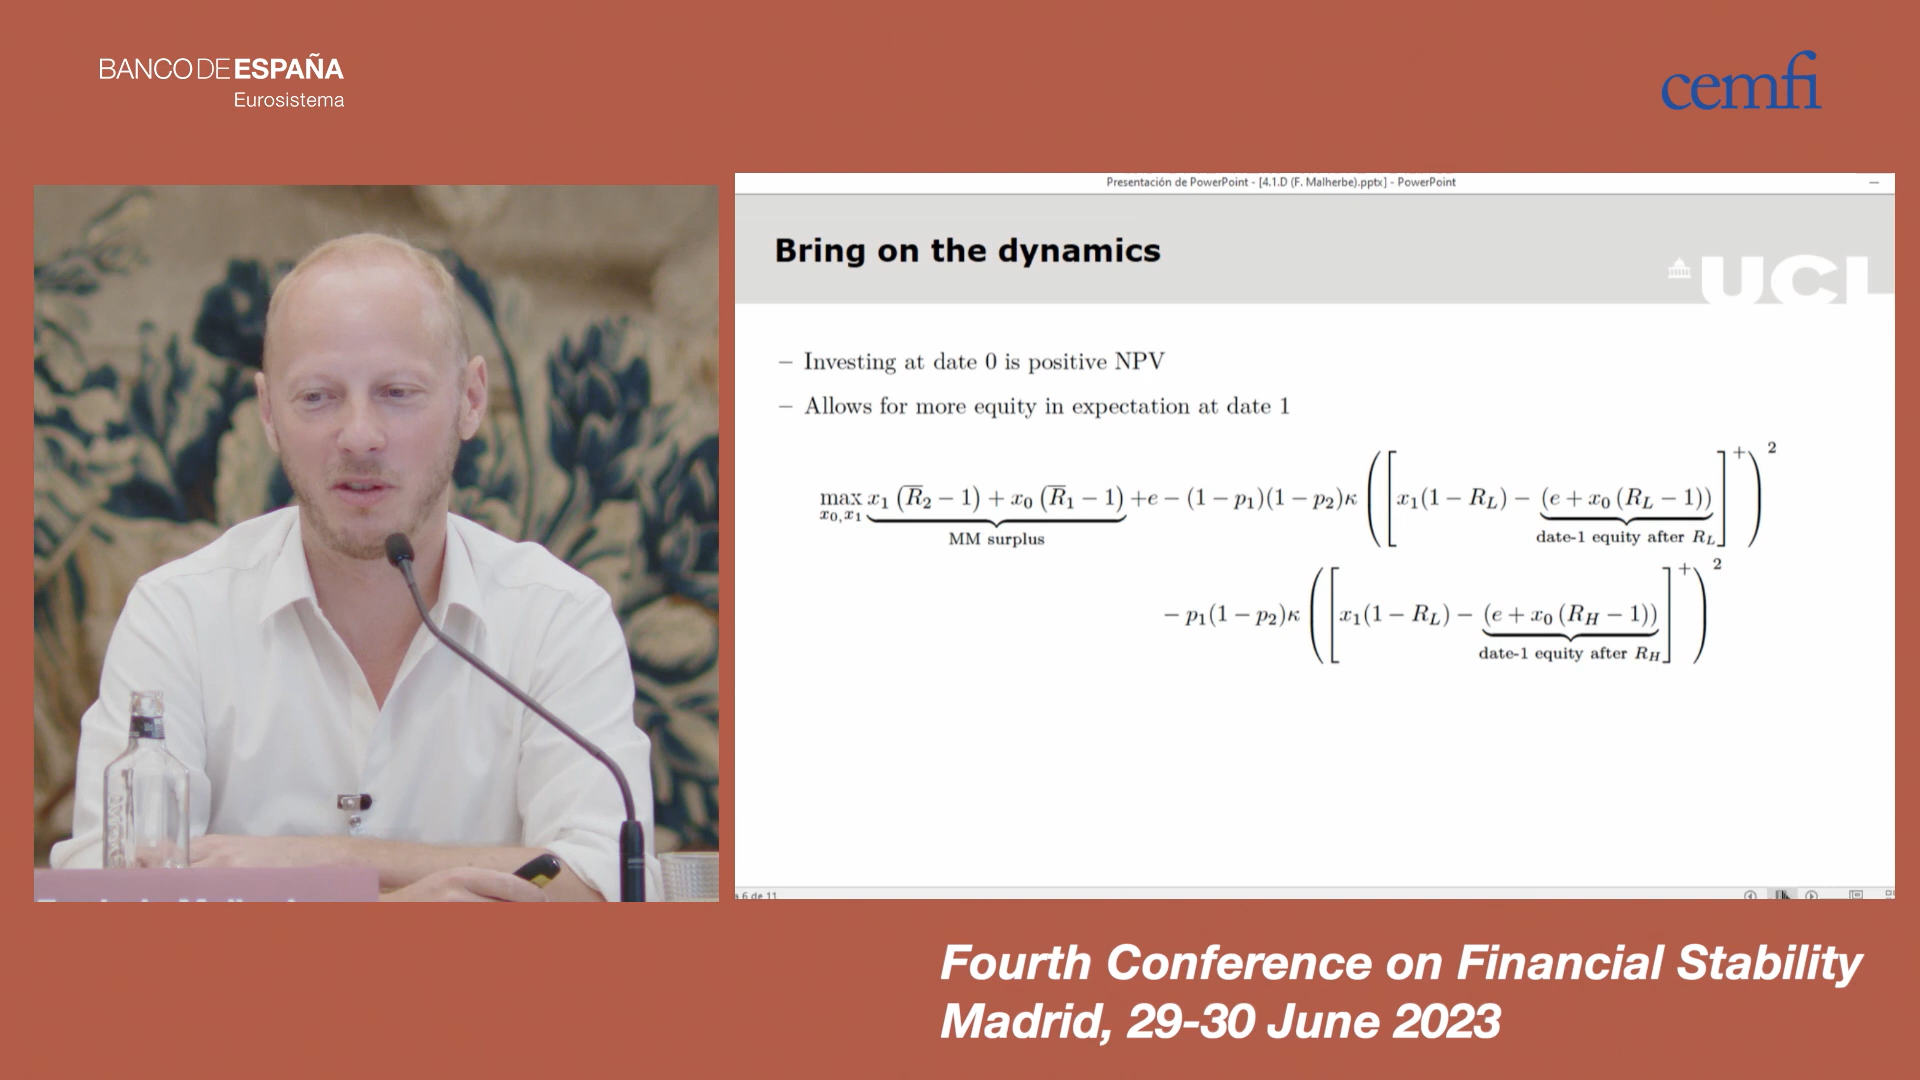 BANCO DE ESPAÑA
Eurosistema
cemfi
Presentación de PowerPoint - [4.1.D (F. Malherbe).pptx] - PowerPoint
Bring on the dynamics
UCL
– Investing at date 0 is positive NPV
– Allows for more equity in expectation at date 1
max x₀,x₁ x₁ (R̅₂ − 1) + x₀ (R̅₁ − 1) + e − (1 − p₁)(1 − p₂)κ ([x₁(1 − R_L) − (e + x₀ (R_L − 1))]⁺)²
MM surplus
date-1 equity after R_L
− p₁(1 − p₂)κ ([x₁(1 − R_L) − (e + x₀ (R_H − 1))]⁺)²
date-1 equity after R_H
6 de 11
Fourth Conference on Financial Stability
Madrid, 29-30 June 2023